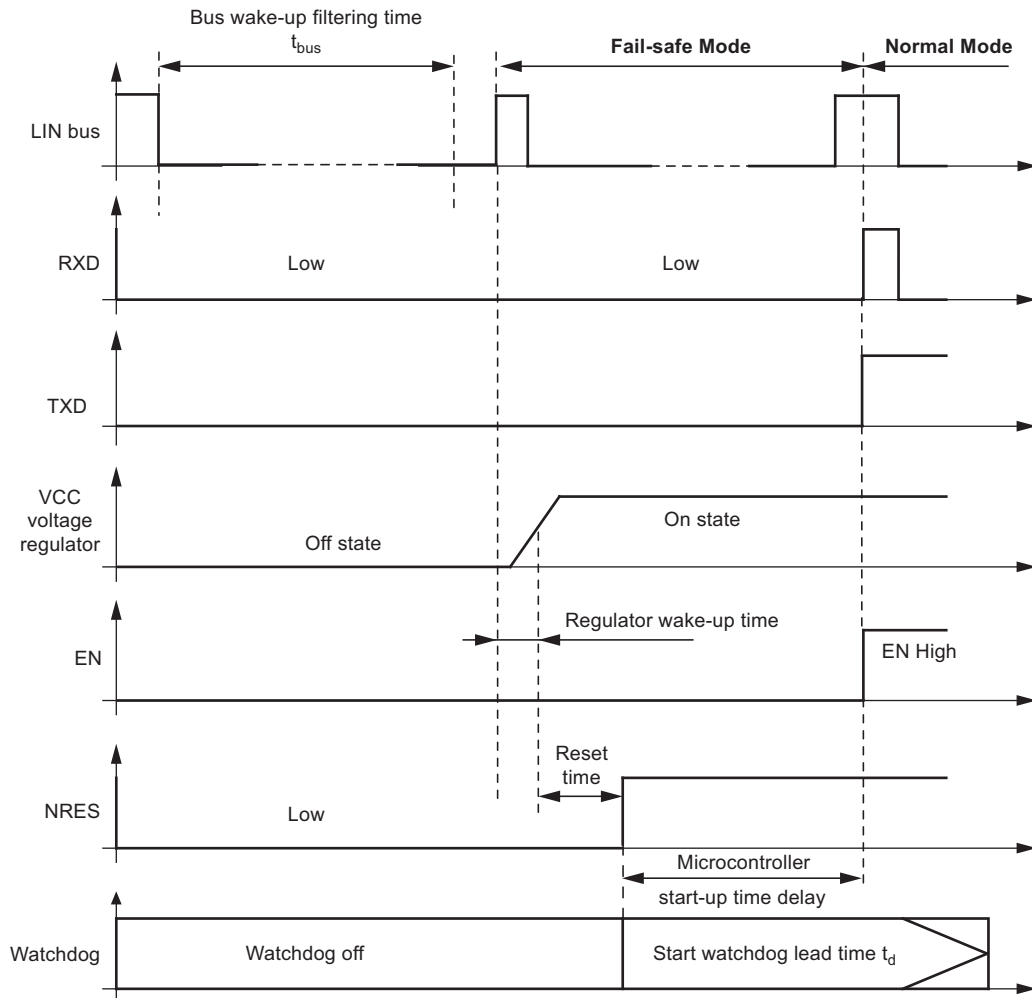 Bus wake-up filtering time
tbus
Fail-safe Mode
Normal Mode
LIN bus
RXD
Low
Low
TXD
VCC
voltage
regulator
Off state
On state
Regulator wake-up time
EN
EN High
Reset
time
NRES
Low
Microcontroller
start-up time delay
Watchdog
Watchdog off
Start watchdog lead time td